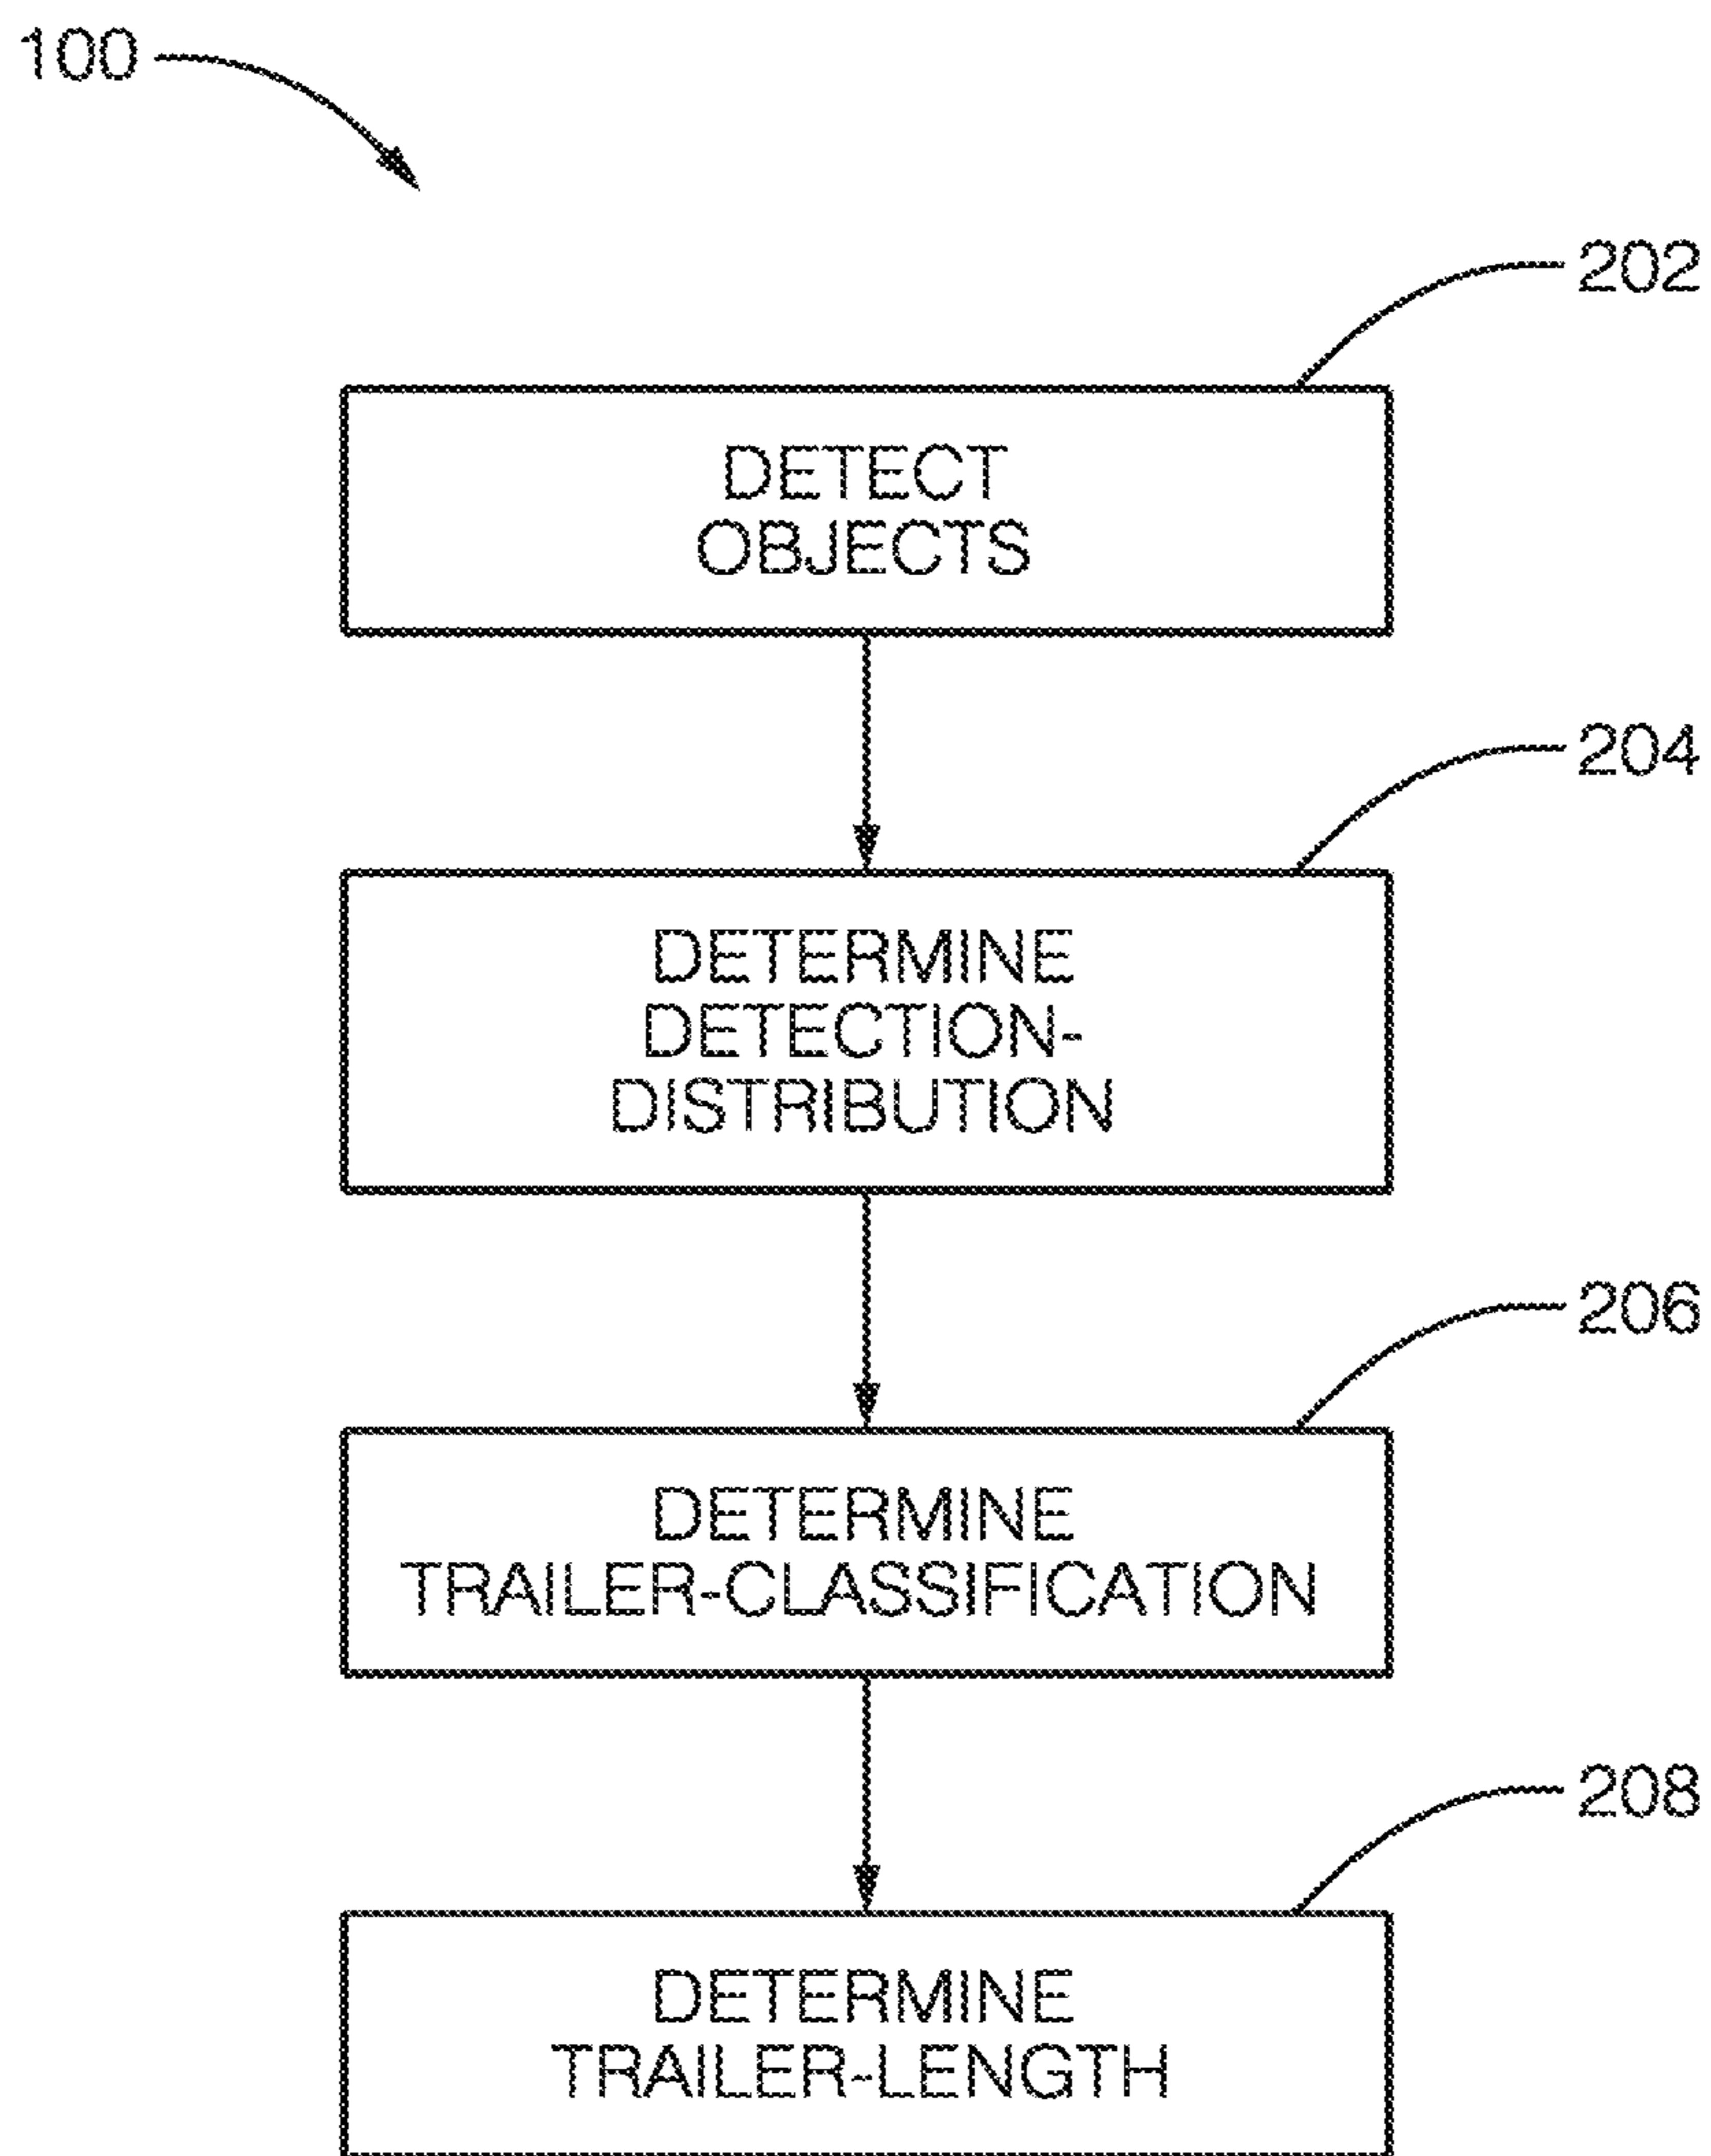 100
202
DETECT
OBJECTS
204
DETERMINE
DETECTION-
DISTRIBUTION
206
DETERMINE
TRAILER-CLASSIFICATION
208
DETERMINE
TRAILER-LENGTH